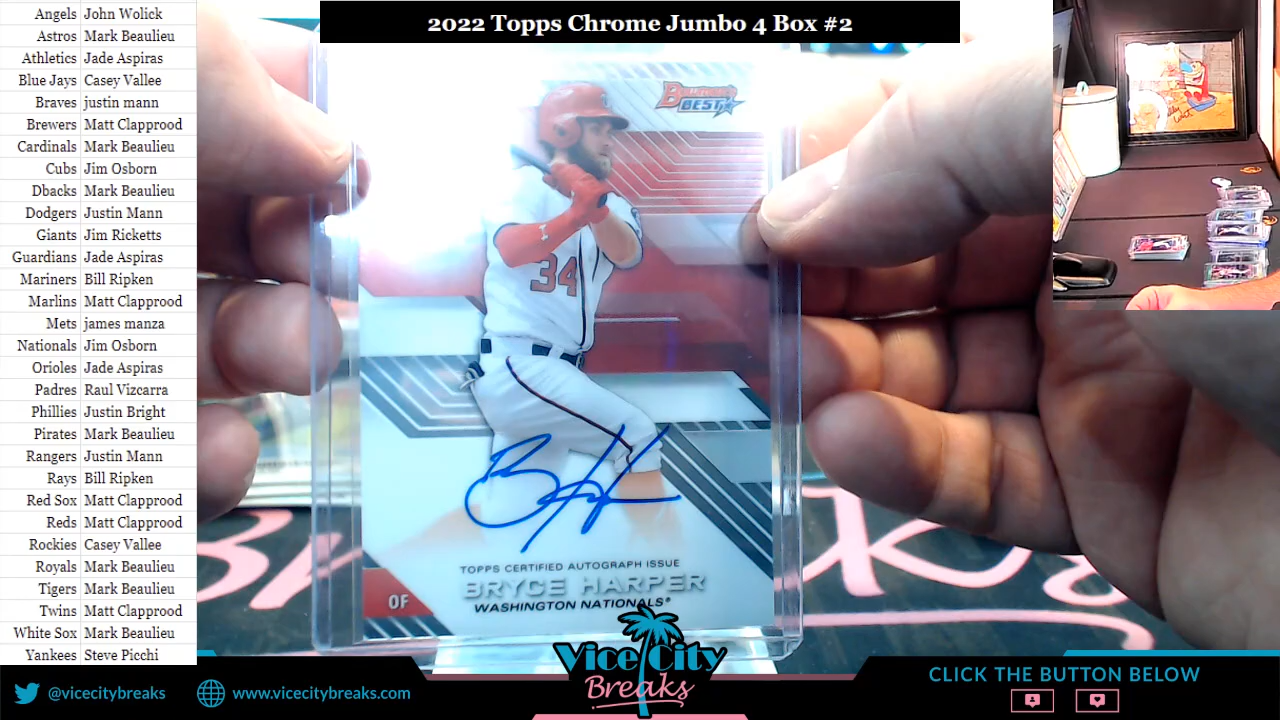 2022 Topps Chrome Jumbo 4 Box #2
Angels John Wolick
Astros Mark Beaulieu
Athletics Jade Aspiras
Blue Jays Casey Vallee
Braves justin mann
Brewers Matt Clapprood
Cardinals Mark Beaulieu
Cubs Jim Osborn
Dbacks Mark Beaulieu
Dodgers Justin Mann
Giants Jim Ricketts
Guardians Jade Aspiras
Mariners Bill Ripken
Marlins Matt Clapprood
Mets james manza
Nationals Jim Osborn
Orioles Jade Aspiras
Padres Raul Vizcarra
Phillies Justin Bright
Pirates Mark Beaulieu
Rangers Justin Mann
Rays Bill Ripken
Red Sox Matt Clapprood
Reds Matt Clapprood
Rockies Casey Vallee
Royals Mark Beaulieu
Tigers Mark Beaulieu
Twins Matt Clapprood
White Sox Mark Beaulieu
Yankees Steve Picchi
Bowman's
BEST
34
TOPPS CERTIFIED AUTOGRAPH ISSUE
BRYCE HARPER
OF WASHINGTON NATIONALS®
Vice City
Breaks
@vicecitybreaks
www.vicecitybreaks.com
CLICK THE BUTTON BELOW